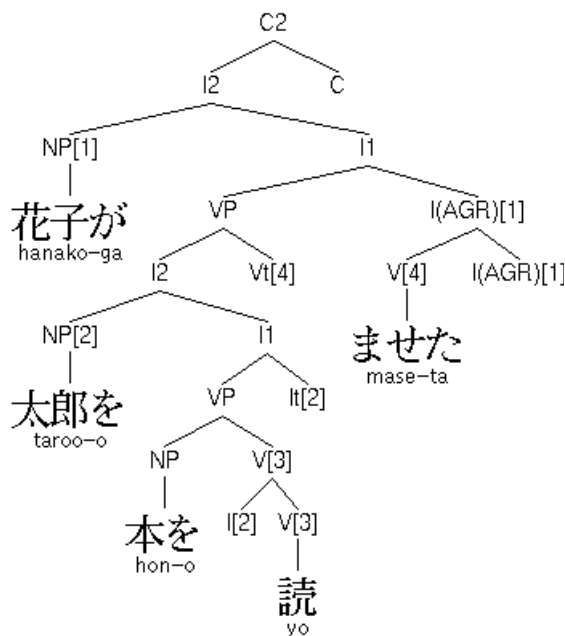 C2
I2 C
NP[1] I1
花子が
hanako-ga
VP I(AGR)[1]
I2 Vt[4] V[4] I(AGR)[1]
ませた
mase-ta
NP[2] I1
太郎を
taroo-o
VP It[2]
NP V[3]
本を
hon-o
I[2] V[3]
読
yo